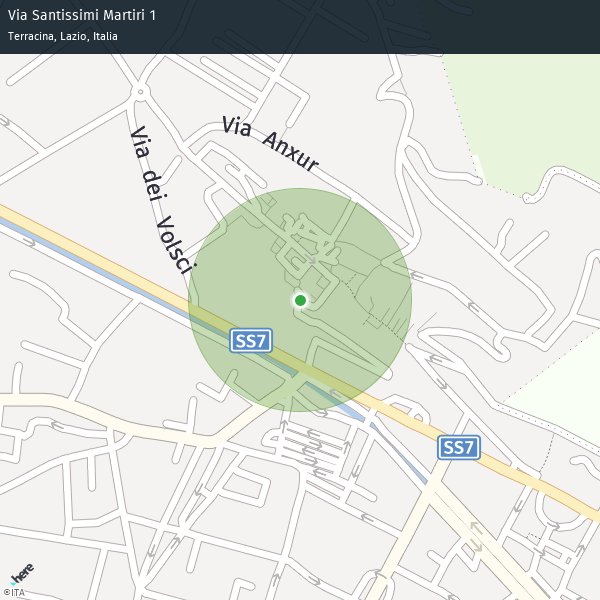 Via Santissimi Martiri 1
Terracina, Lazio, Italia
Via Anxur
Via dei Volsci
SS7
SS7
here
©ITA